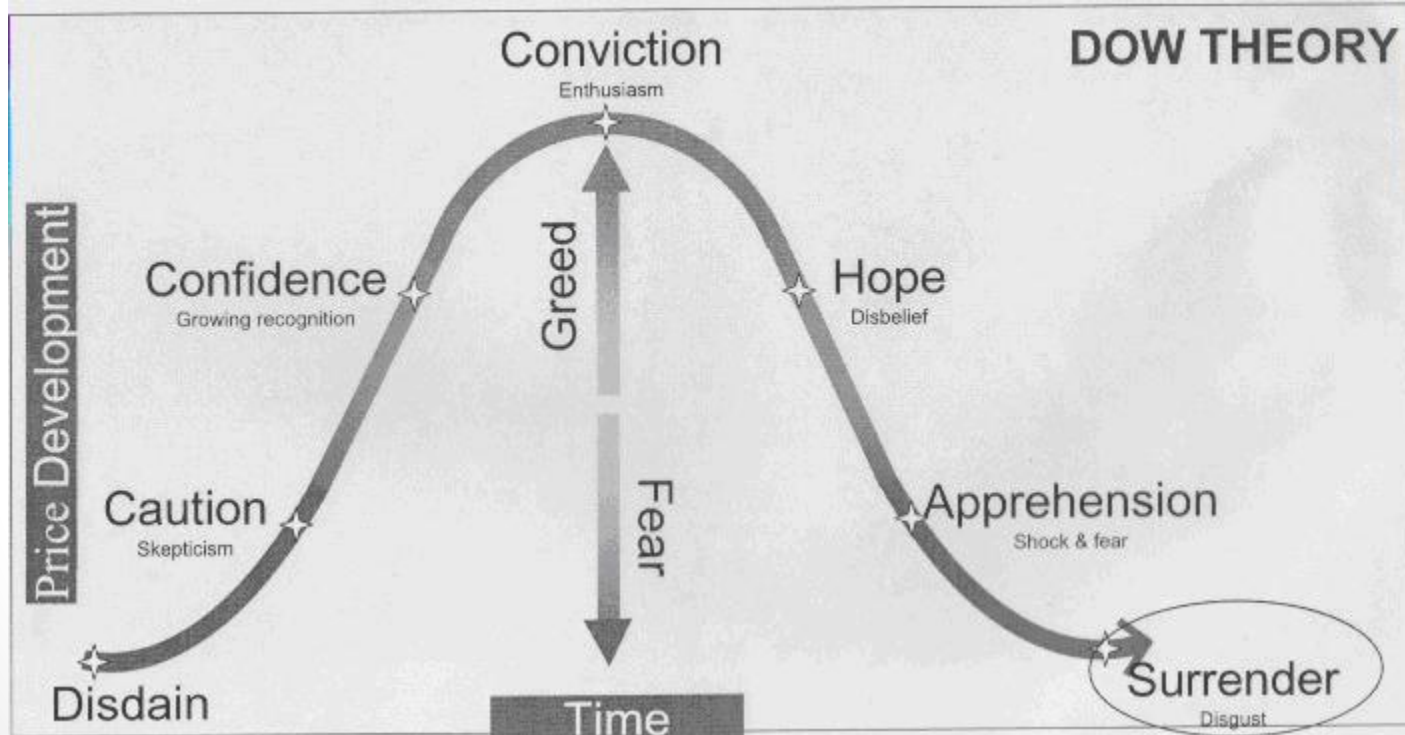 DOW THEORY
Conviction
Enthusiasm
Confidence
Growing recognition
Greed
Hope
Disbelief
Price Development
Caution
Skepticism
Fear
Apprehension
Shock & fear
Disdain
Time
Surrender
Disgust